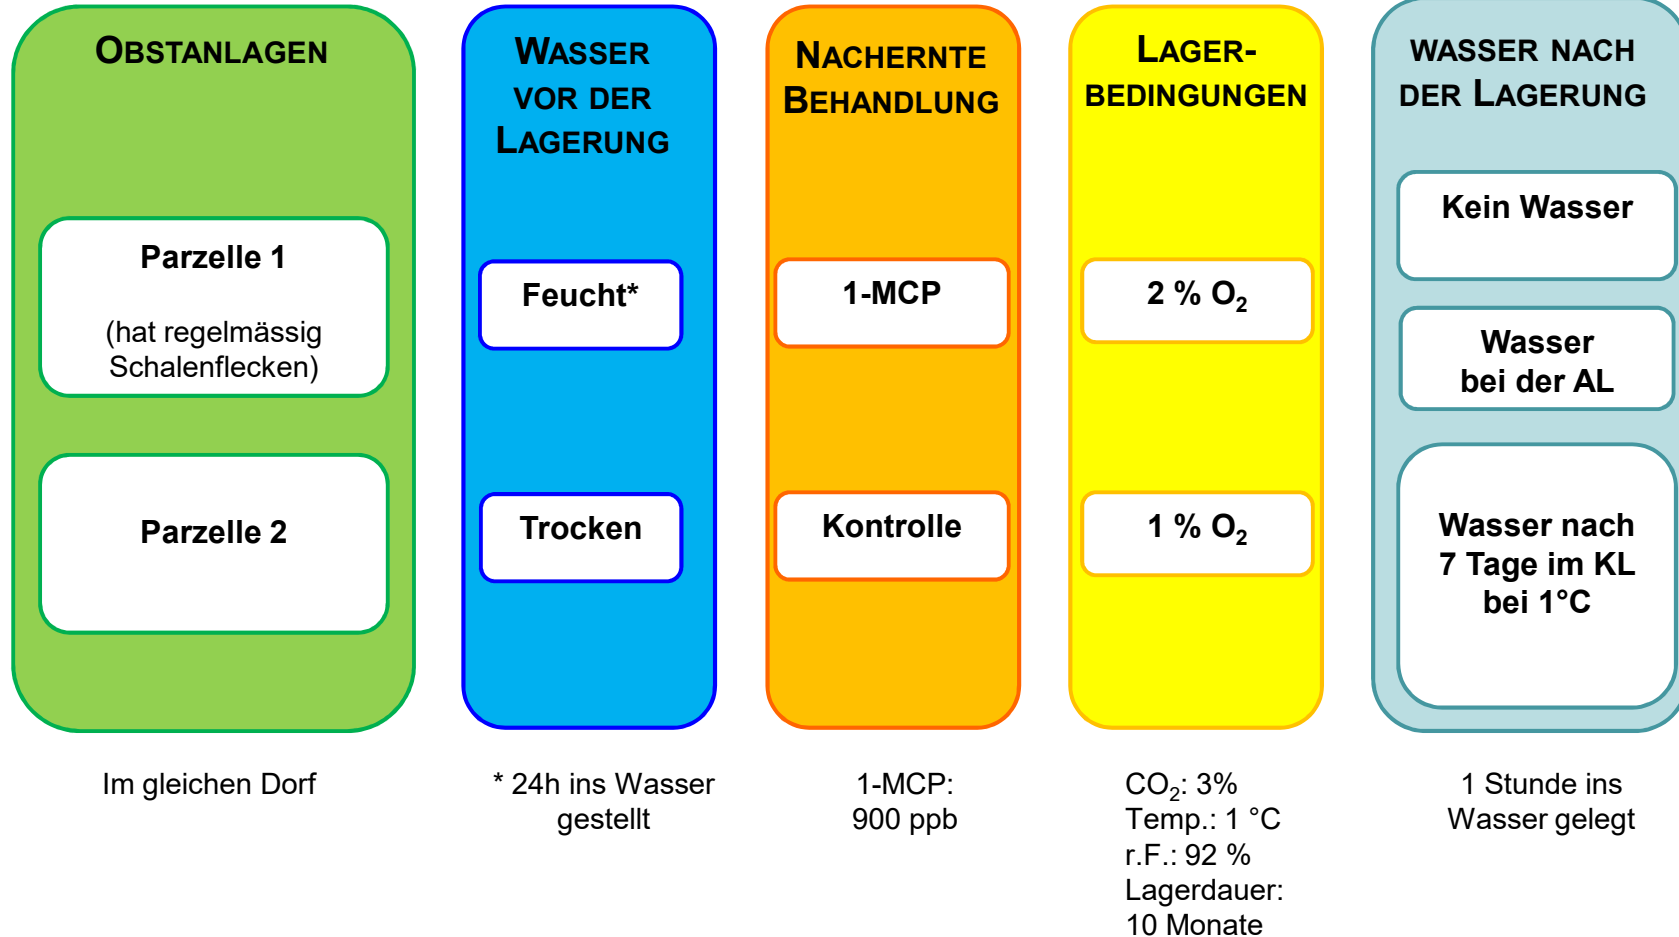 OBSTANLAGEN
Parzelle 1
(hat regelmässig
Schalenflecken)
Parzelle 2
Im gleichen Dorf
WASSER
VOR DER
LAGERUNG
Feucht*
Trocken
* 24h ins Wasser
gestellt
NACHERNTE
BEHANDLUNG
1-MCP
Kontrolle
1-MCP:
900 ppb
LAGER-
BEDINGUNGEN
2 % O₂
1 % O₂
CO₂: 3%
Temp.: 1 °C
r.F.: 92 %
Lagerdauer:
10 Monate
WASSER NACH
DER LAGERUNG
Kein Wasser
Wasser
bei der AL
Wasser nach
7 Tage im KL
bei 1°C
1 Stunde ins
Wasser gelegt